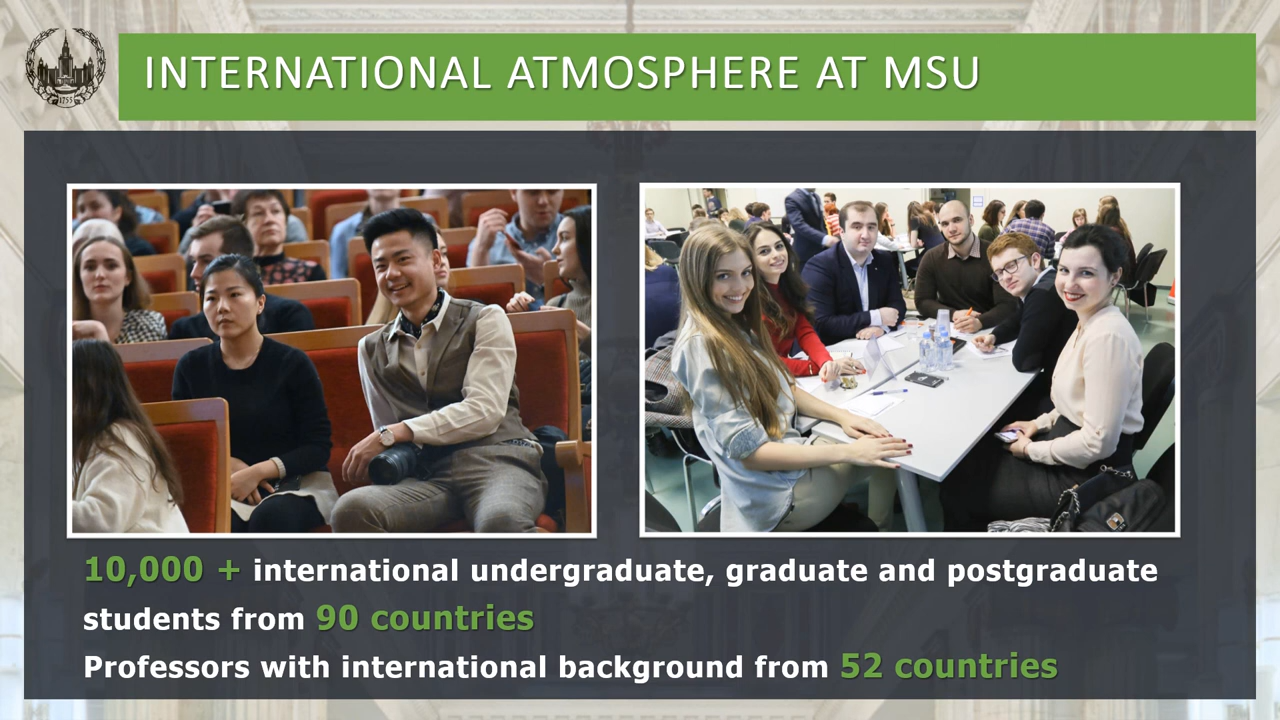 1755
INTERNATIONAL ATMOSPHERE AT MSU
10,000 + international undergraduate, graduate and postgraduate
students from 90 countries
Professors with international background from 52 countries